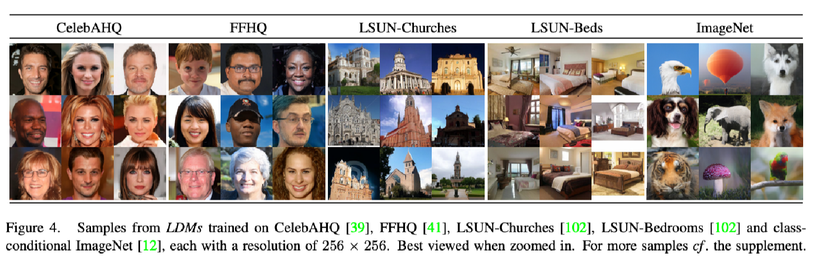 CelebAHQ FFHQ LSUN-Churches LSUN-Beds ImageNet
Figure 4. Samples from LDMs trained on CelebAHQ [39], FFHQ [41], LSUN-Churches [102], LSUN-Bedrooms [102] and class-
conditional ImageNet [12], each with a resolution of 256 × 256. Best viewed when zoomed in. For more samples cf. the supplement.